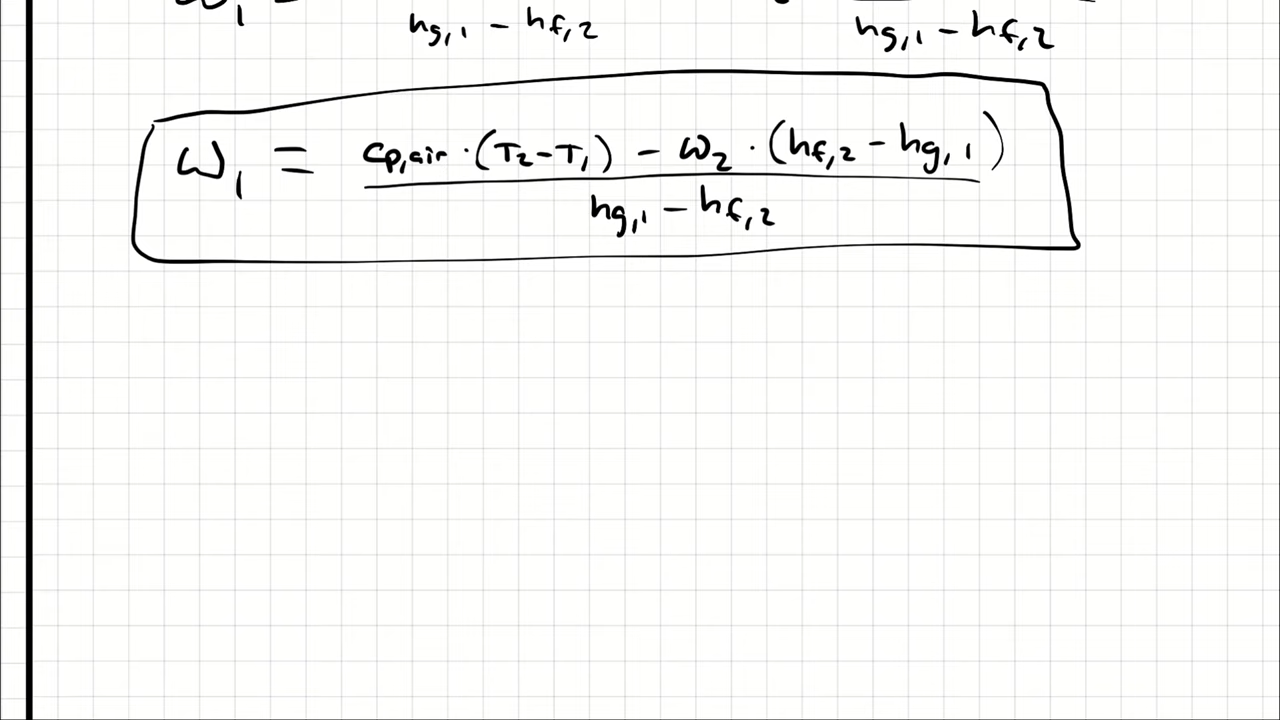 ω₁ =
hg,1 − hf,2 hg,1 − hf,2
ω₁ = cp,air · (T₂−T₁) − ω₂ · (hf,2 − hg,1)
hg,1 − hf,2